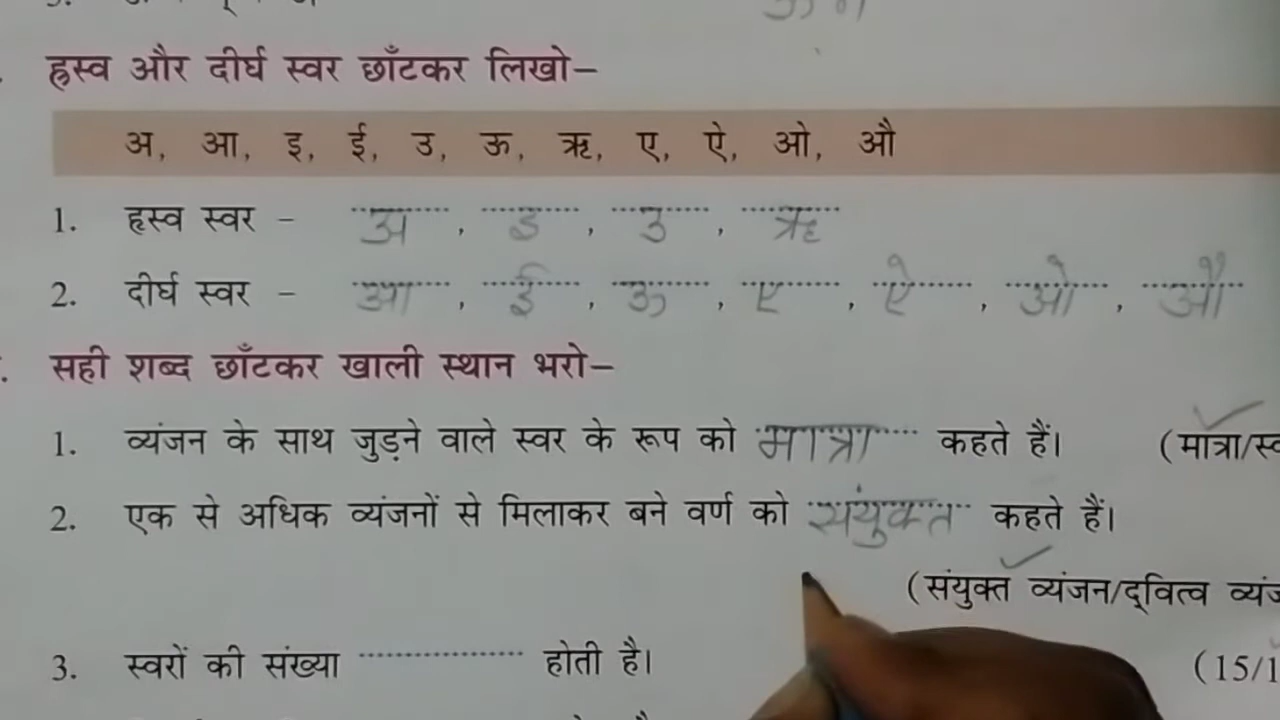 ह्रस्व और दीर्घ स्वर छाँटकर लिखो–
अ, आ, इ, ई, उ, ऊ, ऋ, ए, ऐ, ओ, औ
1. हृस्व स्वर – अ, इ, उ, ऋ
2. दीर्घ स्वर – आ, ई, ऊ, ए, ऐ, ओ, औ
सही शब्द छाँटकर खाली स्थान भरो–
1. व्यंजन के साथ जुड़ने वाले स्वर के रूप को मात्रा कहते हैं। (मात्रा/
2. एक से अधिक व्यंजनों से मिलाकर बने वर्ण को संयुक्त कहते हैं।
(संयुक्त व्यंजन/द्‌वित्व
3. स्वरों की संख्या .................... होती है। (15/